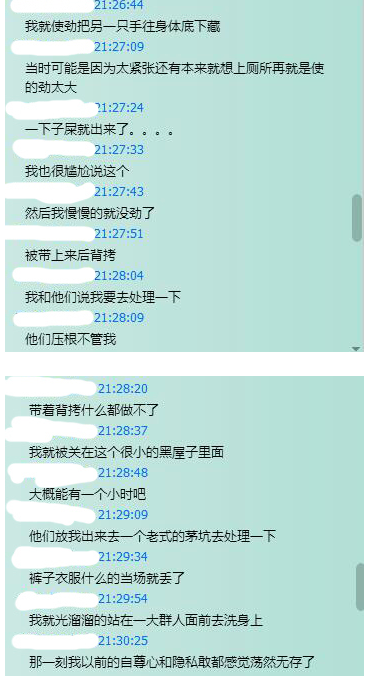 21:26:44
我就使劲把另一只手往身体底下藏
21:27:09
当时可能是因为太紧张还有本来就想上厕所再就是使
的劲太大
21:27:24
一下子屎就出来了。。。。
21:27:33
我也很尴尬说这个
21:27:43
然后我慢慢的就没劲了
21:27:51
被带上来后背拷
21:28:04
我和他们说我要去处理一下
21:28:09
他们压根不管我
21:28:20
带着背拷什么都做不了
21:28:37
我就被关在这个很小的黑屋子里面
21:28:48
大概能有一个小时吧
21:29:09
他们放我出来去一个老式的茅坑去处理一下
21:29:34
裤子衣服什么的当场就丢了
21:29:54
我就光溜溜的站在一大群人面前去洗身上
21:30:25
那一刻我以前的自尊心和隐私敢都感觉荡然无存了